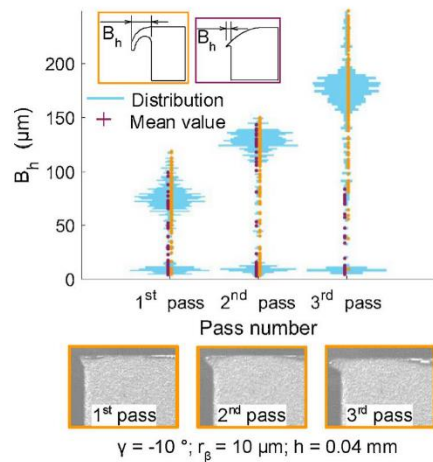 B_h
B_h
Distribution
Mean value
B_h (μm)
200
150
100
50
0
1st pass
2nd pass
3rd pass
Pass number
1st pass
2nd pass
3rd pass
γ = -10 °; r_β = 10 μm; h = 0.04 mm